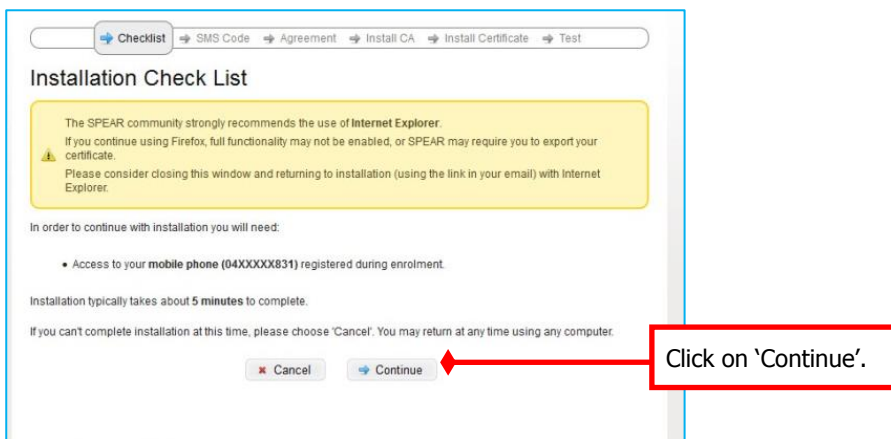 Checklist SMS Code Agreement Install CA Install Certificate Test
Installation Check List
The SPEAR community strongly recommends the use of Internet Explorer.
If you continue using Firefox, full functionality may not be enabled, or SPEAR may require you to export your
certificate.
Please consider closing this window and returning to installation (using the link in your email) with Internet
Explorer.
In order to continue with installation you will need:
• Access to your mobile phone (04XXXXX831) registered during enrolment.
Installation typically takes about 5 minutes to complete.
If you can't complete installation at this time, please choose 'Cancel'. You may return at any time using any computer.
Cancel Continue
Click on ‘Continue’.